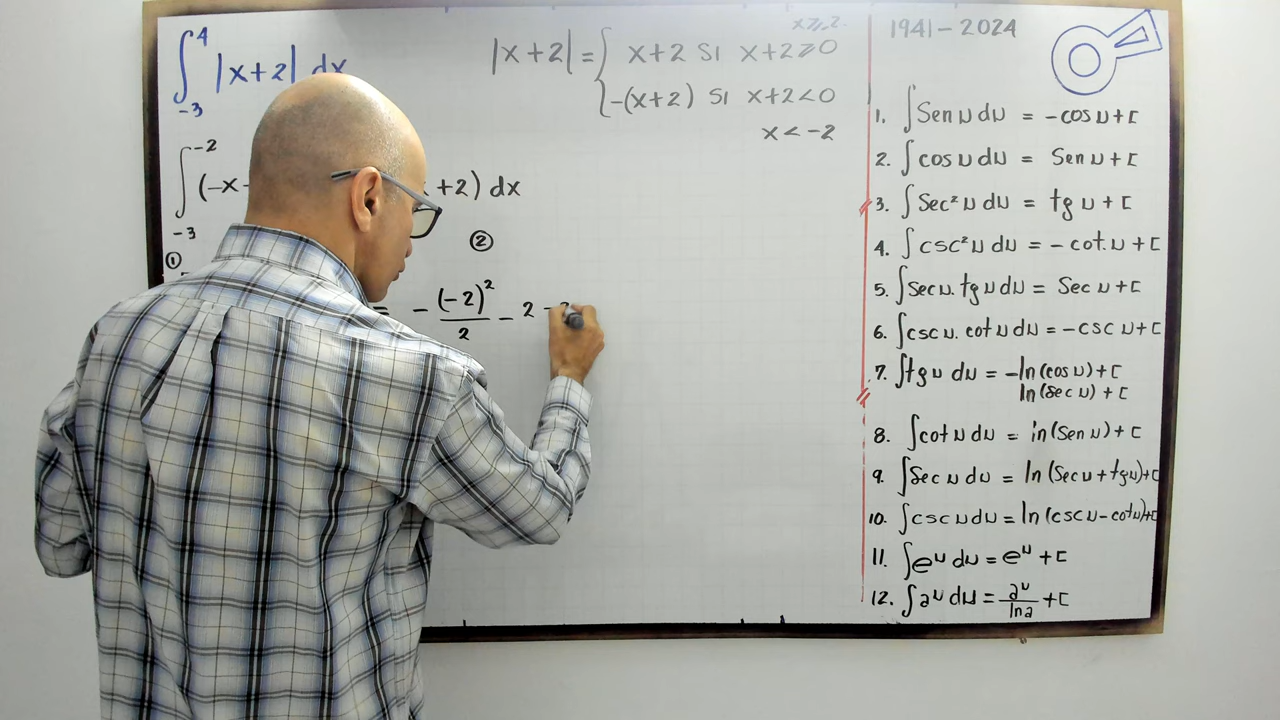 ∫₋₃⁴ |x+2| dx
∫₋₃⁻² (-x- +2) dx
① ②
= - (-2)²/2 - 2
x≥-2
|x+2| = { x+2 SI x+2≥0
-(x+2) SI x+2<0
x < -2
1941 - 2024
1. ∫Sen u du = -cos u + C
2. ∫cos u du = Sen u + C
3. ∫Sec² u du = tg u + C
4. ∫csc² u du = -cot. u + C
5. ∫sec u. tg u du = Sec u + C
6. ∫csc u. cot u du = -csc u + C
7. ∫tg u du = -ln(cos u) + C
ln(sec u) + C
8. ∫cot u du = ln(Sen u) + C
9. ∫Sec u du = ln(Sec u + tg u) + C
10. ∫csc u du = ln(csc u - cot u) + C
11. ∫eᵘ du = eᵘ + C
12. ∫aᵘ du = aᵘ/ln a + C